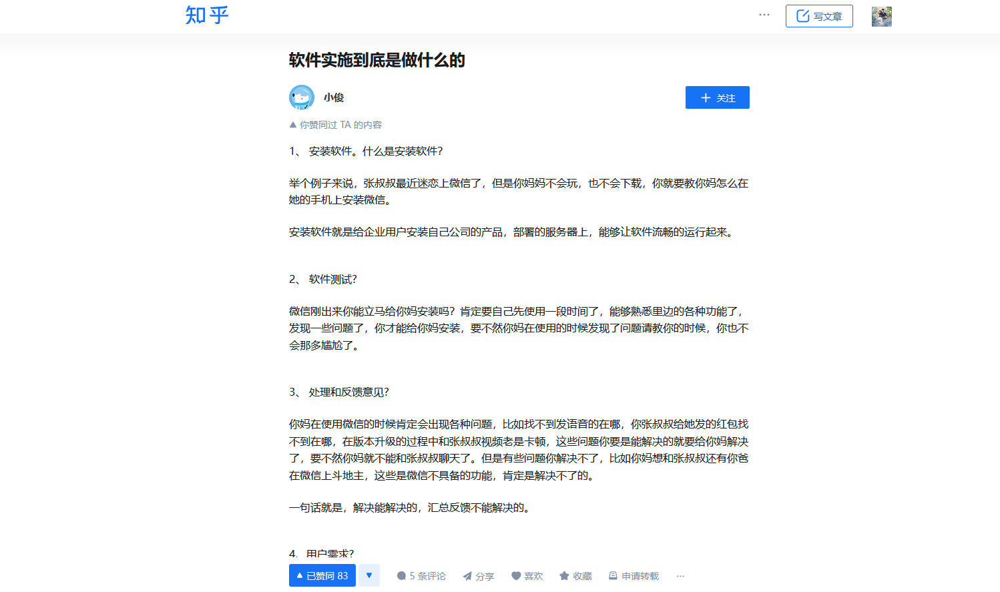 知乎
写文章
软件实施到底是做什么的
小俊
关注
你赞同过 TA 的内容
1、 安装软件。什么是安装软件？
举个例子来说，张叔叔最近迷恋上微信了，但是你妈妈不会玩，也不会下载，你就要教你妈怎么在
她的手机上安装微信。
安装软件就是给企业用户安装自己公司的产品，部署的服务器上，能够让软件流畅的运行起来。
2、 软件测试？
微信刚出来你能立马给你妈安装吗？肯定要自己先使用一段时间了，能够熟悉里边的各种功能了，
发现一些问题了，你才能给你妈安装，要不然你妈在使用的时候发现了问题请教你的时候，你也不
会那多尴尬了。
3、 处理和反馈意见？
你妈在使用微信的时候肯定会出现各种问题，比如找不到发语音的在哪，你张叔叔给她发的红包找
不到在哪，在版本升级的过程中和张叔叔视频老是卡顿，这些问题你要是能解决的就要给你妈解决
了，要不然你妈就不能和张叔叔聊天了。但是有些问题你解决不了，比如你妈想和张叔叔还有你爸
在微信上斗地主，这些是微信不具备的功能，肯定是解决不了的。
一句话就是，解决能解决的，汇总反馈不能解决的。
4、用户需求？
已赞同 83
5 条评论
分享
喜欢
收藏
申请转载